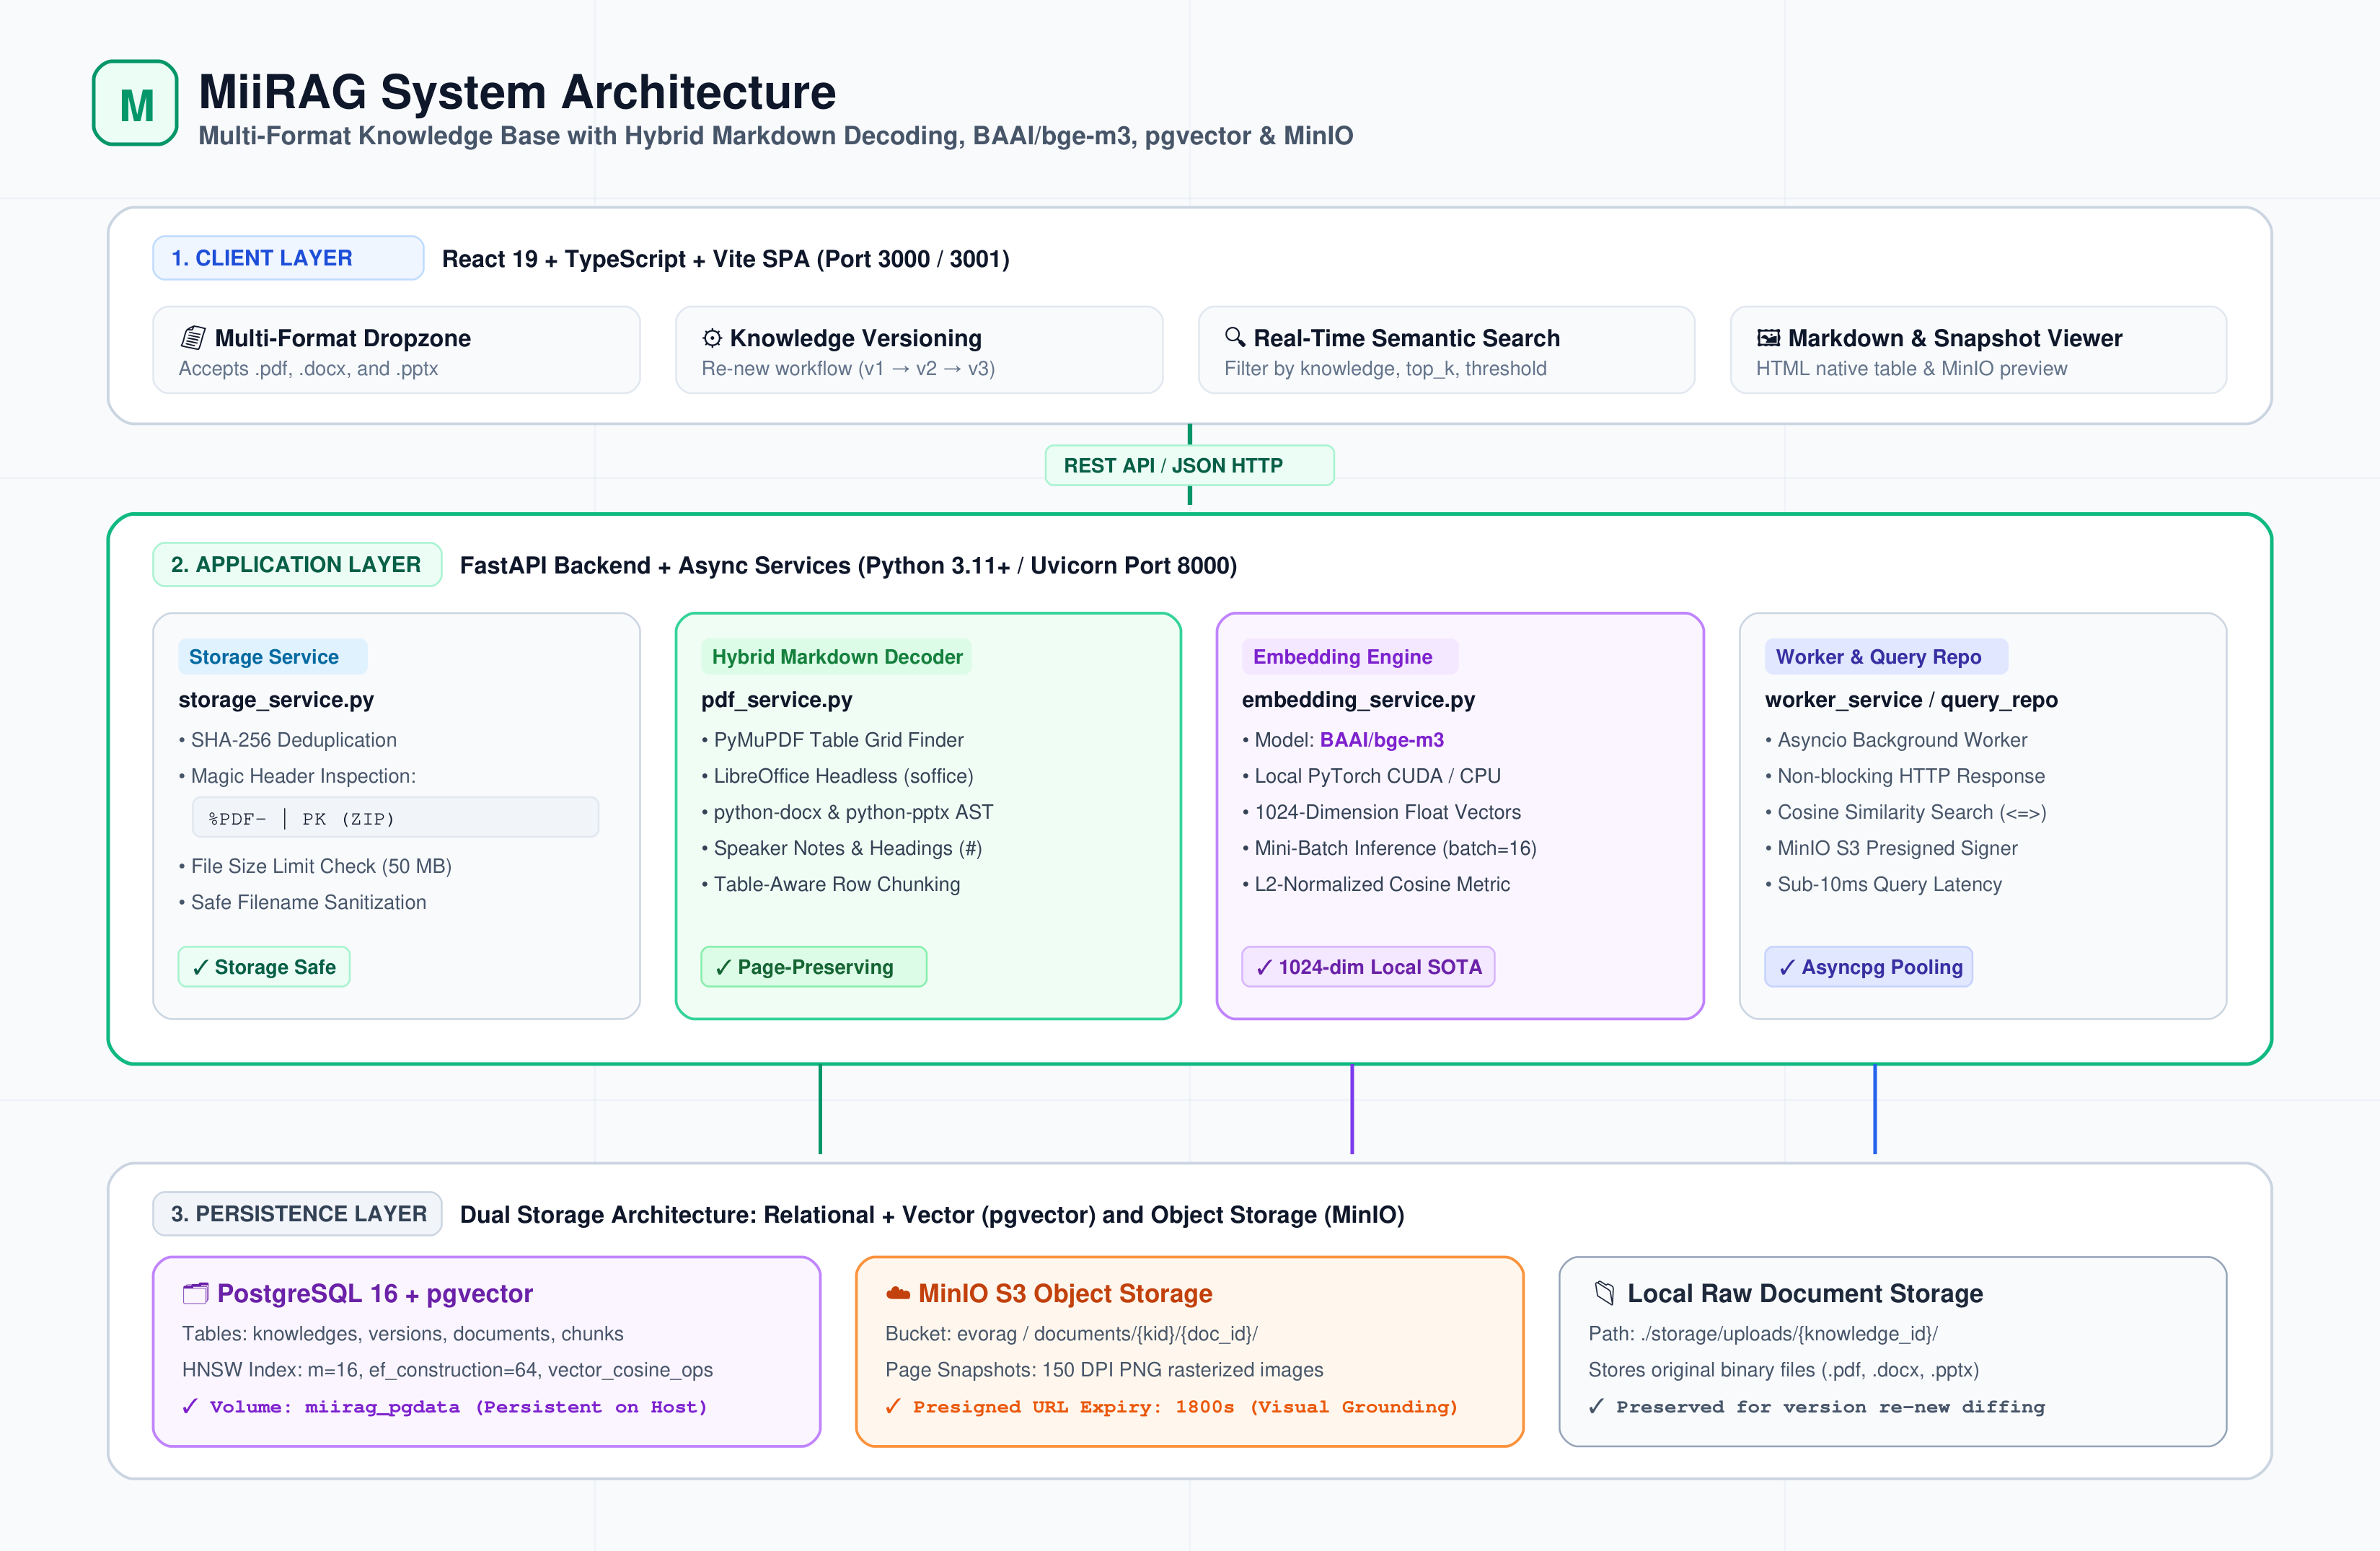 M
MiiRAG System Architecture
Multi-Format Knowledge Base with Hybrid Markdown Decoding, BAAI/bge-m3, pgvector & MinIO
1. CLIENT LAYER
React 19 + TypeScript + Vite SPA (Port 3000 / 3001)
Multi-Format Dropzone
Accepts .pdf, .docx, and .pptx
Knowledge Versioning
Re-new workflow (v1 → v2 → v3)
Real-Time Semantic Search
Filter by knowledge, top_k, threshold
Markdown & Snapshot Viewer
HTML native table & MinIO preview
REST API / JSON HTTP
2. APPLICATION LAYER
FastAPI Backend + Async Services (Python 3.11+ / Uvicorn Port 8000)
Storage Service
storage_service.py
• SHA-256 Deduplication
• Magic Header Inspection:
%PDF- | PK (ZIP)
• File Size Limit Check (50 MB)
• Safe Filename Sanitization
✓ Storage Safe
Hybrid Markdown Decoder
pdf_service.py
• PyMuPDF Table Grid Finder
• LibreOffice Headless (soffice)
• python-docx & python-pptx AST
• Speaker Notes & Headings (#)
• Table-Aware Row Chunking
✓ Page-Preserving
Embedding Engine
embedding_service.py
• Model: BAAI/bge-m3
• Local PyTorch CUDA / CPU
• 1024-Dimension Float Vectors
• Mini-Batch Inference (batch=16)
• L2-Normalized Cosine Metric
✓ 1024-dim Local SOTA
Worker & Query Repo
worker_service / query_repo
• Asyncio Background Worker
• Non-blocking HTTP Response
• Cosine Similarity Search (<=>)
• MinIO S3 Presigned Signer
• Sub-10ms Query Latency
✓ Asyncpg Pooling
3. PERSISTENCE LAYER
Dual Storage Architecture: Relational + Vector (pgvector) and Object Storage (MinIO)
PostgreSQL 16 + pgvector
Tables: knowledges, versions, documents, chunks
HNSW Index: m=16, ef_construction=64, vector_cosine_ops
✓ Volume: miirag_pgdata (Persistent on Host)
MinIO S3 Object Storage
Bucket: evorag / documents/{kid}/{doc_id}/
Page Snapshots: 150 DPI PNG rasterized images
✓ Presigned URL Expiry: 1800s (Visual Grounding)
Local Raw Document Storage
Path: ./storage/uploads/{knowledge_id}/
Stores original binary files (.pdf, .docx, .pptx)
✓ Preserved for version re-new diffing